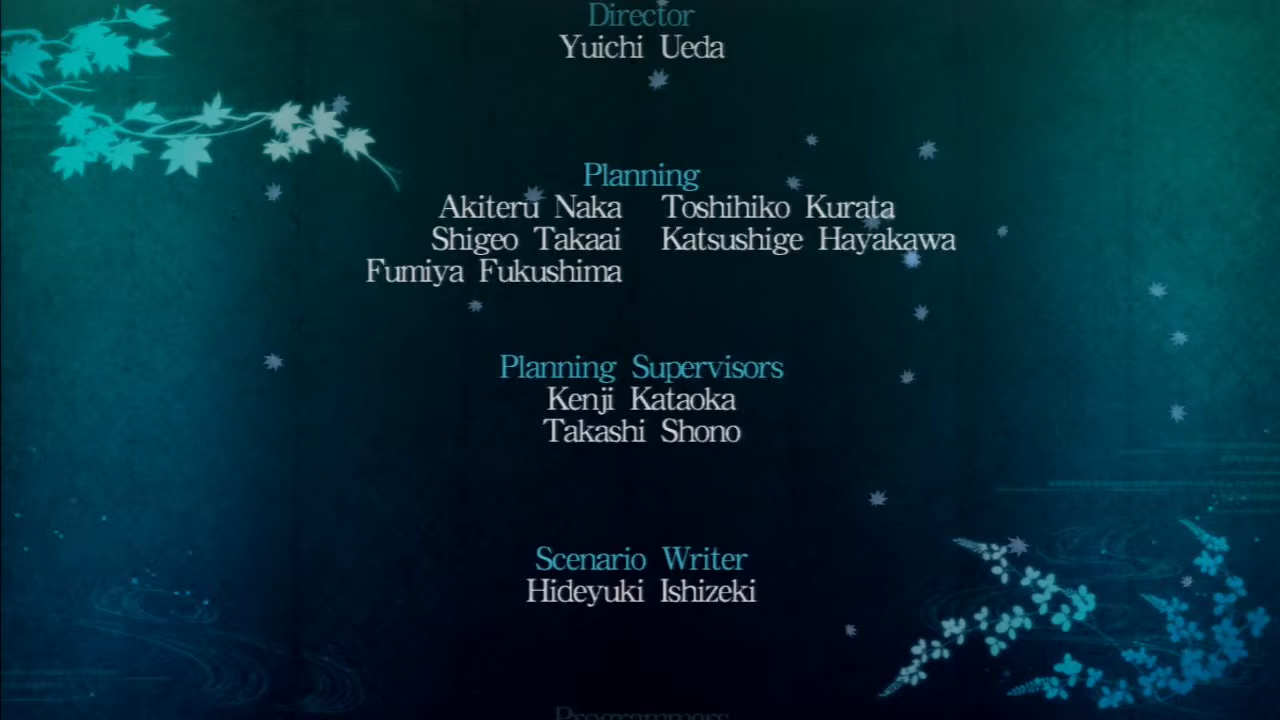 Director
Yuichi Ueda
Planning
Akiteru Naka Toshihiko Kurata
Shigeo Takaai Katsushige Hayakawa
Fumiya Fukushima
Planning Supervisors
Kenji Kataoka
Takashi Shono
Scenario Writer
Hideyuki Ishizeki
Programmers